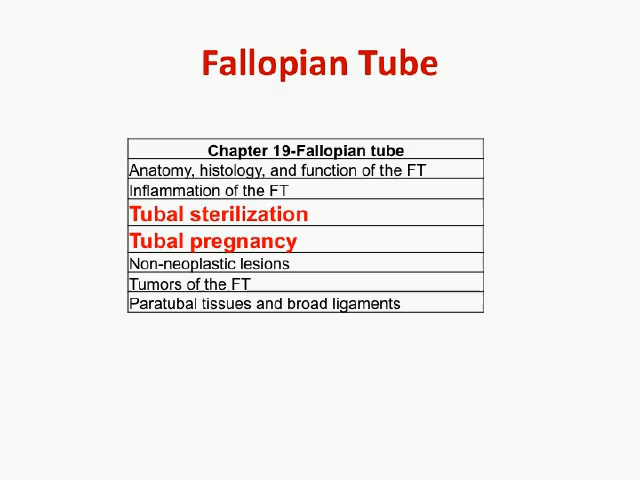 Fallopian Tube
Chapter 19-Fallopian tube
Anatomy, histology, and function of the FT
Inflammation of the FT
Tubal sterilization
Tubal pregnancy
Non-neoplastic lesions
Tumors of the FT
Paratubal tissues and broad ligaments